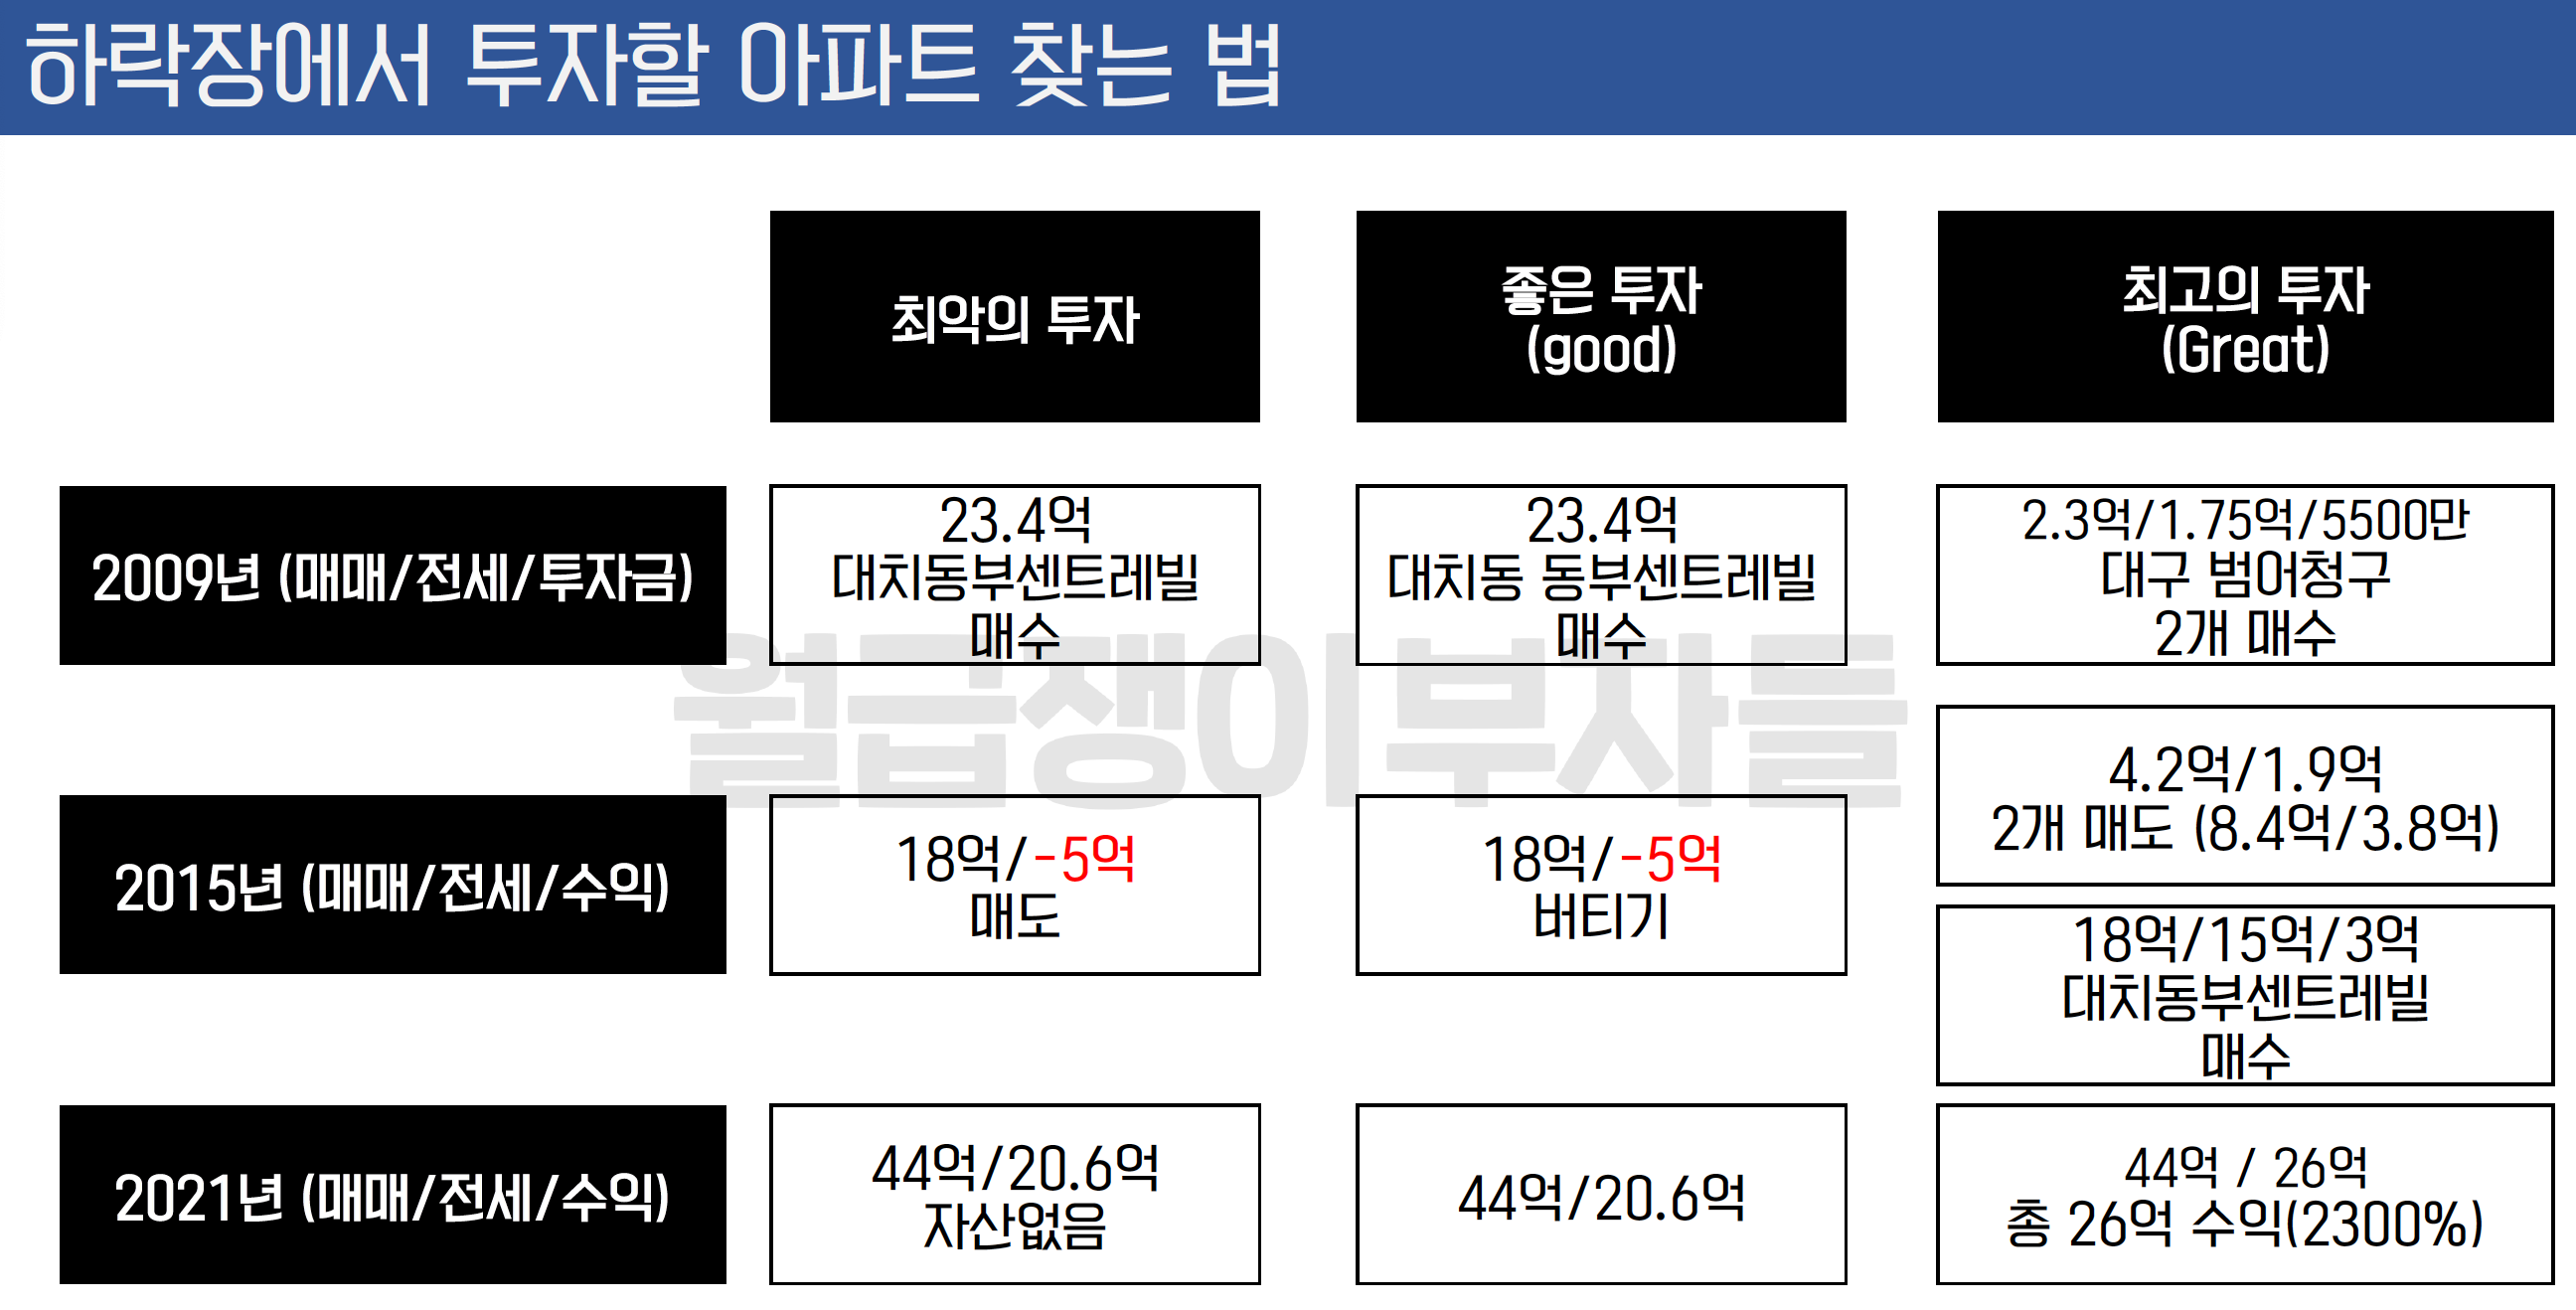 하락장에서 투자할 아파트 찾는 법
최악의 투자
좋은 투자
(good)
최고의 투자
(Great)
2009년 (매매/전세/투자금)
23.4억
대치동부센트레빌
매수
23.4억
대치동 동부센트레빌
매수
2.3억/1.75억/5500만
대구 범어청구
2개 매수
월급쟁이부자들
2015년 (매매/전세/수익)
18억/-5억
매도
18억/-5억
버티기
4.2억/1.9억
2개 매도 (8.4억/3.8억)
18억/15억/3억
대치동부센트레빌
매수
2021년 (매매/전세/수익)
44억/20.6억
자산없음
44억/20.6억
44억 / 26억
총 26억 수익(2300%)